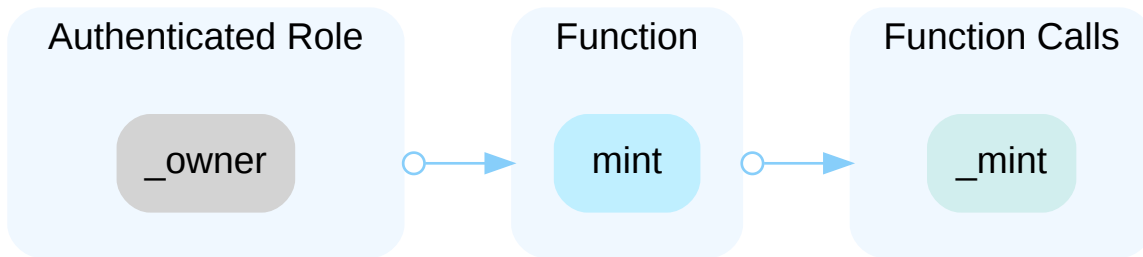 Authenticated Role
_owner
Function
mint
Function Calls
_mint